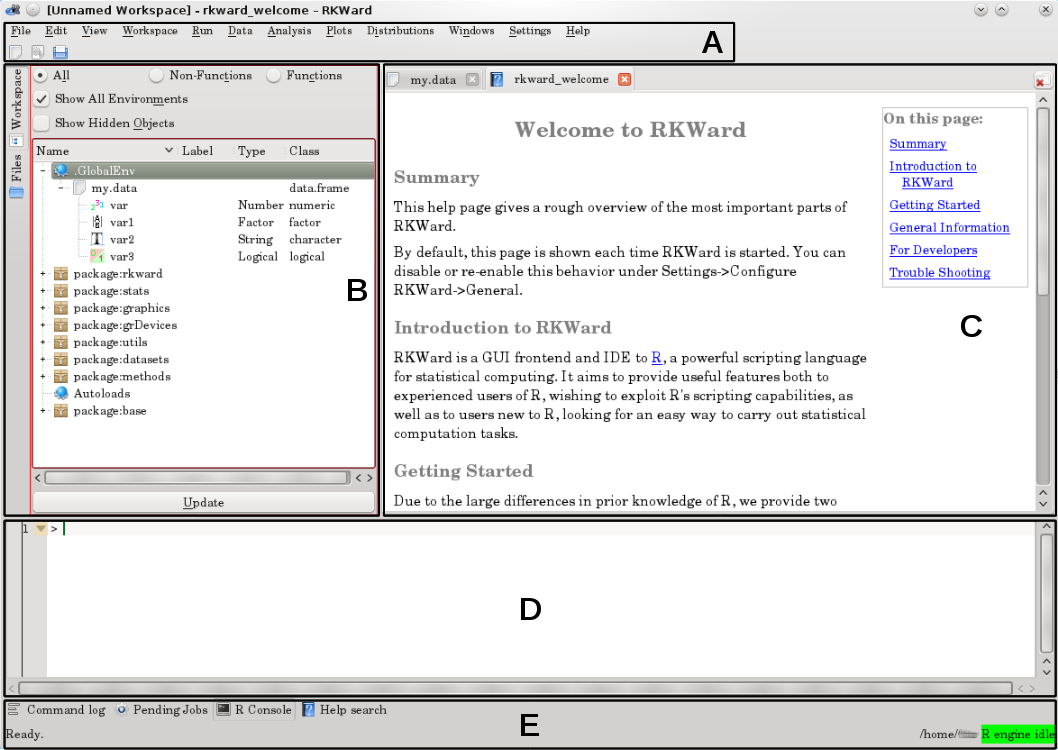 [Unnamed Workspace] - rkward_welcome - RKWard
File Edit View Workspace Run Data Analysis Plots Distributions Windows Settings Help
A
Workspace
Files
All Non-Functions Functions
Show All Environments
Show Hidden Objects
Name Label Type Class
.GlobalEnv
my.data data.frame
var Number numeric
var1 Factor factor
var2 String character
var3 Logical logical
package:rkward
package:stats
package:graphics
package:grDevices
package:utils
package:datasets
package:methods
Autoloads
package:base
B
Update
my.data rkward_welcome
Welcome to RKWard
Summary
This help page gives a rough overview of the most important parts of
RKWard.
By default, this page is shown each time RKWard is started. You can
disable or re-enable this behavior under Settings->Configure
RKWard->General.
Introduction to RKWard
RKWard is a GUI frontend and IDE to R, a powerful scripting language
for statistical computing. It aims to provide useful features both to
experienced users of R, wishing to exploit R's scripting capabilities, as
well as to users new to R, looking for an easy way to carry out statistical
computation tasks.
Getting Started
Due to the large differences in prior knowledge of R, we provide two
On this page:
Summary
Introduction to
RKWard
Getting Started
General Information
For Developers
Trouble Shooting
C
1 >
D
Command log Pending Jobs R Console Help search
E
Ready. /home/ R engine idle